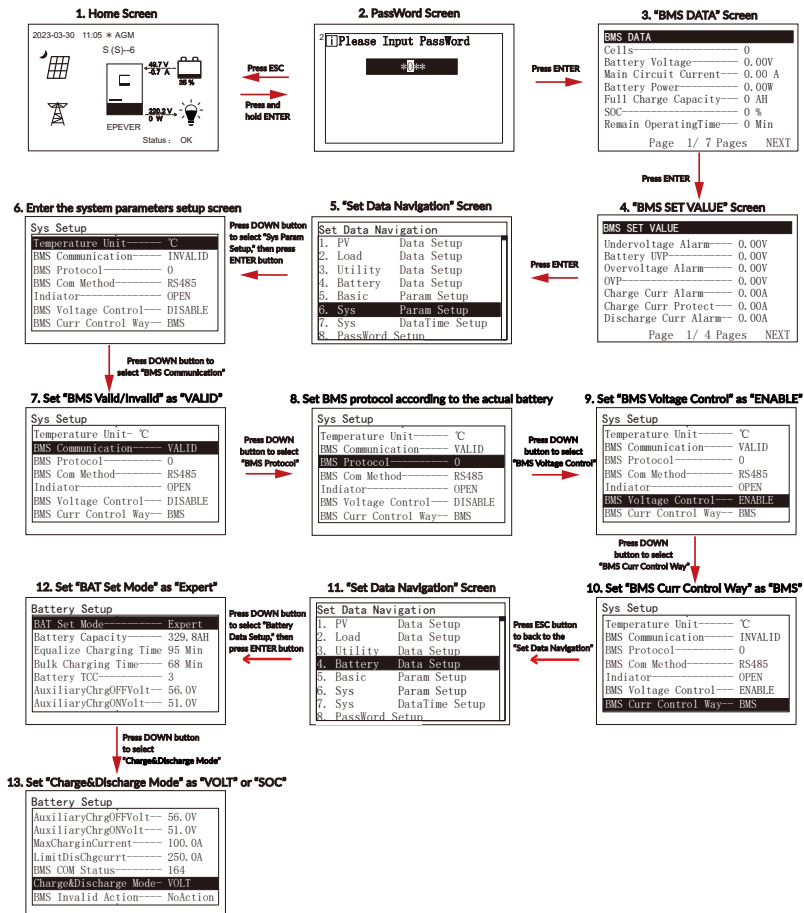 1. Home Screen
2023-03-30 11:05 ∗ AGM
S (S)--6
49.7 V
-0.7 A
35 %
220.2 V
0 W
EPEVER
Status : OK
Press ESC
Press and
hold ENTER
2. PassWord Screen
2
i Please Input PassWord
*0**
Press ENTER
3. “BMS DATA” Screen
BMS DATA
Cells------------------ 0
Battery Voltage-------- 0.00V
Main Circuit Current--- 0.00 A
Battery Power---------- 0.00W
Full Charge Capacity--- 0 AH
SOC-------------------- 0 %
Remain OperatingTime--- 0 Min
Page 1/ 7 Pages NEXT
Press ENTER
4. “BMS SET VALUE” Screen
BMS SET VALUE
Undervoltage Alarm---- 0.00V
Battery UVP----------- 0.00V
Overvoltage Alarm----- 0.00V
OVP------------------- 0.00V
Charge Curr Alarm----- 0.00A
Charge Curr Protect--- 0.00A
Discharge Curr Alarm-- 0.00A
Page 1/ 4 Pages NEXT
Press ENTER
5. “Set Data Navigation” Screen
Set Data Navigation
1. PV Data Setup
2. Load Data Setup
3. Utility Data Setup
4. Battery Data Setup
5. Basic Param Setup
6. Sys Param Setup
7. Sys DataTime Setup
8. PassWord Setup
Press DOWN button
to select “Sys Param
Setup,” then press
ENTER button
6. Enter the system parameters setup screen
Sys Setup
Temperature Unit------ ℃
BMS Communication----- INVALID
BMS Protocol---------- 0
BMS Com Method-------- RS485
Indiator-------------- OPEN
BMS Voltage Control--- DISABLE
BMS Curr Control Way-- BMS
Press DOWN button to
select “BMS Communication”
7. Set “BMS Valid/Invalid” as “VALID”
Sys Setup
Temperature Unit- ℃
BMS Communication----- VALID
BMS Protocol---------- 0
BMS Com Method-------- RS485
Indiator-------------- OPEN
BMS Voltage Control--- DISABLE
BMS Curr Control Way-- BMS
Press DOWN
button to select
“BMS Protocol”
8. Set BMS protocol according to the actual battery
Sys Setup
Temperature Unit------ ℃
BMS Communication----- VALID
BMS Protocol---------- 0
BMS Com Method-------- RS485
Indiator-------------- OPEN
BMS Voltage Control--- DISABLE
BMS Curr Control Way-- BMS
Press DOWN
button to select
“BMS Voltage Control”
9. Set “BMS Voltage Control” as “ENABLE”
Sys Setup
Temperature Unit------ ℃
BMS Communication----- VALID
BMS Protocol---------- 0
BMS Com Method-------- RS485
Indiator-------------- OPEN
BMS Voltage Control--- ENABLE
BMS Curr Control Way-- BMS
Press DOWN
button to select
“BMS Curr Control Way”
10. Set “BMS Curr Control Way” as “BMS”
Sys Setup
Temperature Unit------ ℃
BMS Communication----- INVALID
BMS Protocol---------- 0
BMS Com Method-------- RS485
Indiator-------------- OPEN
BMS Voltage Control--- ENABLE
BMS Curr Control Way-- BMS
Press ESC button
to back to the
“Set Data Navigation”
11. “Set Data Navigation” Screen
Set Data Navigation
1. PV Data Setup
2. Load Data Setup
3. Utility Data Setup
4. Battery Data Setup
5. Basic Param Setup
6. Sys Param Setup
7. Sys DataTime Setup
8. PassWord Setup
Press DOWN button
to select “Battery
Data Setup,” then
press ENTER button
12. Set “BAT Set Mode” as “Expert”
Battery Setup
BAT Set Mode---------- Expert
Battery Capacity------ 329.8AH
Equalize Charging Time 95 Min
Bulk Charging Time---- 68 Min
Battery TCC----------- 3
AuxiliaryChrgOFFVolt-- 56.0V
AuxiliaryChrgONVolt--- 51.0V
Press DOWN button
to select
“Charge&Discharge Mode”
13. Set “Charge&Discharge Mode” as “VOLT” or “SOC”
Battery Setup
AuxiliaryChrgOFFVolt-- 56.0V
AuxiliaryChrgONVolt--- 51.0V
MaxCharginCurrent----- 100.0A
LimitDisChgcurrt------ 250.0A
BMS COM Status-------- 164
Charge&Discharge Mode- VOLT
BMS Invalid Action---- NoAction